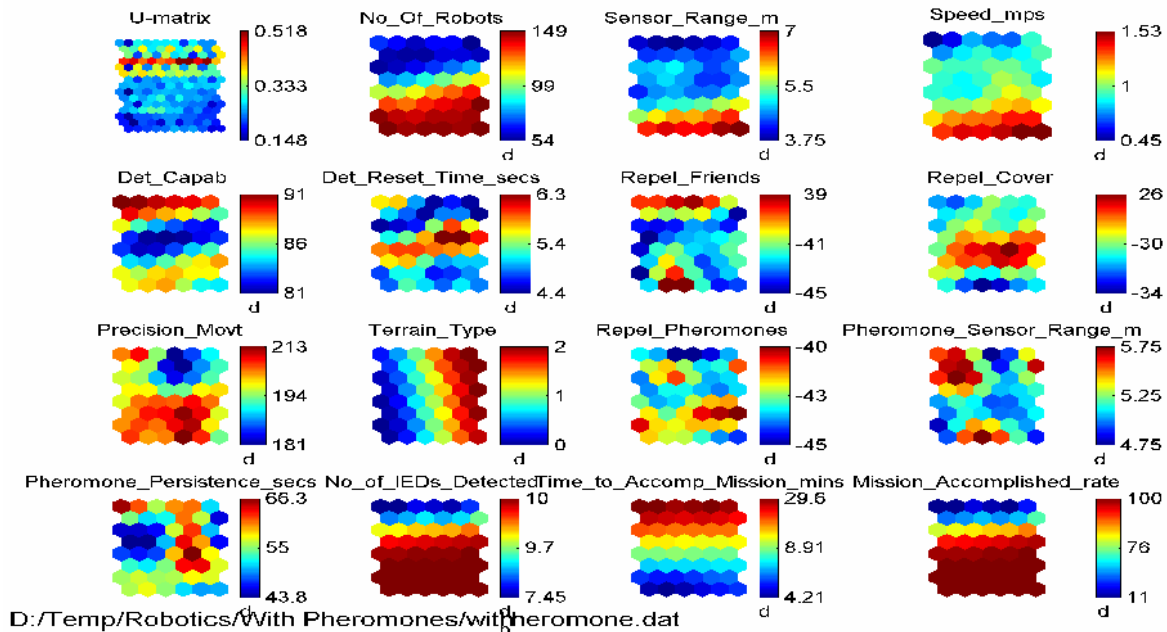 U-matrix
0.518
0.333
0.148
No_Of_Robots
149
99
54
d
Sensor_Range_m
7
5.5
3.75
d
Speed_mps
1.53
1
0.45
Det_Capab
91
86
81
d
Det_Reset_Time_secs
6.3
5.4
4.4
d
Repel_Friends
39
-41
-45
d
Repel_Cover
26
-30
-34
d
Precision_Movt
213
194
181
d
Terrain_Type
2
1
0
d
Repel_Pheromones
-40
-43
-45
d
Pheromone_Sensor_Range_m
5.75
5.25
4.75
d
Pheromone_Persistence_secs
66.3
55
43.8
d
No_of_IEDs_Detected
10
9.7
7.45
d
Time_to_Accomp_Mission_mins
29.6
8.91
4.21
d
Mission_Accomplished_rate
100
76
11
d
D:/Temp/Robotics/With Pheromones/withpheromone.dat